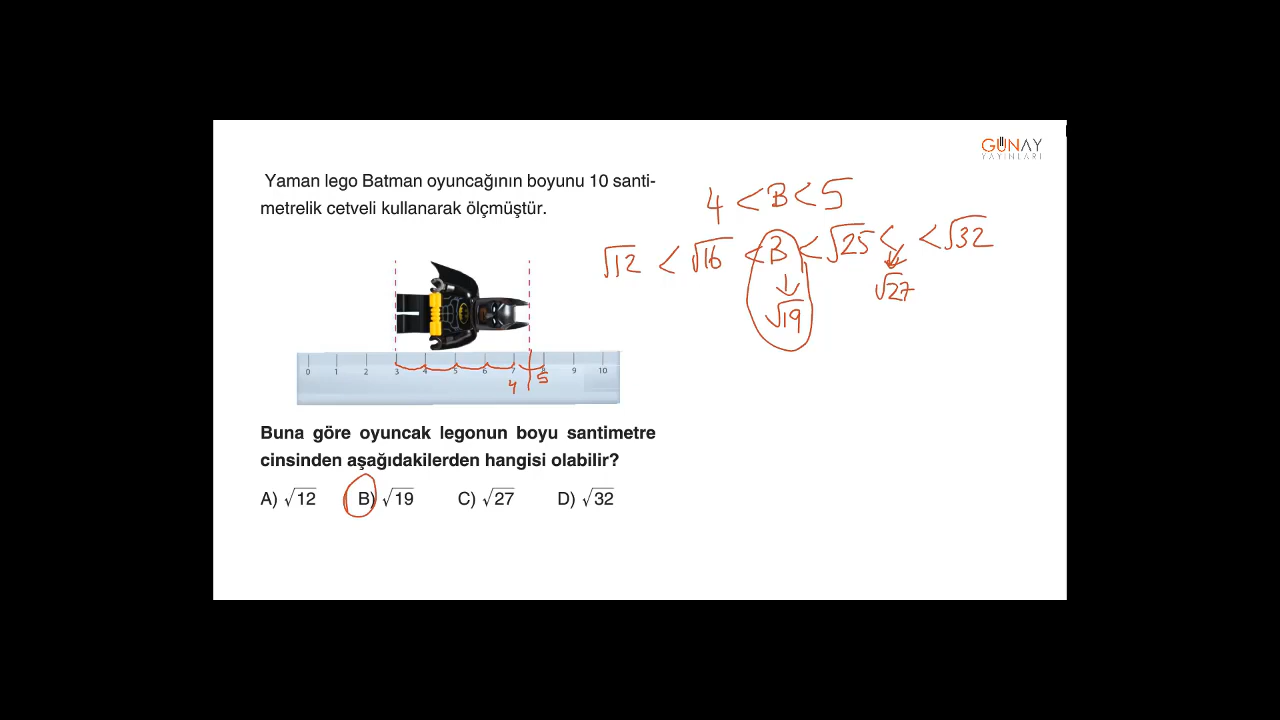 GÜNAY
YAYINLARI
Yaman lego Batman oyuncağının boyunu 10 santi-
metrelik cetveli kullanarak ölçmüştür.
4 < B < 5
√12 < √16 < B < √25 < < √32
√19
√27
0 1 2 3 4 5 6 7 8 9 10
4 5
Buna göre oyuncak legonun boyu santimetre
cinsinden aşağıdakilerden hangisi olabilir?
A) √12 B) √19 C) √27 D) √32